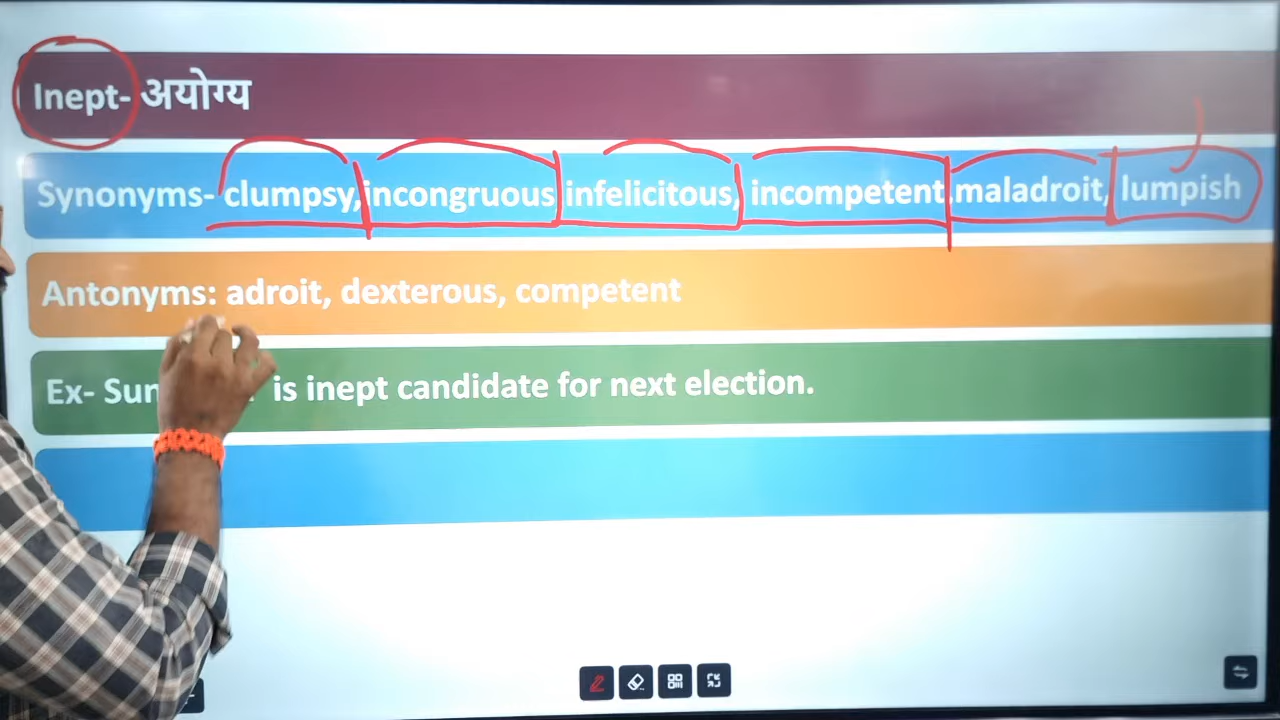 Inept- अयोग्य
Synonyms- clumpsy, incongruous infelicitous, incompetent,maladroit, lumpish
Antonyms: adroit, dexterous, competent
Ex- is inept candidate for next election.